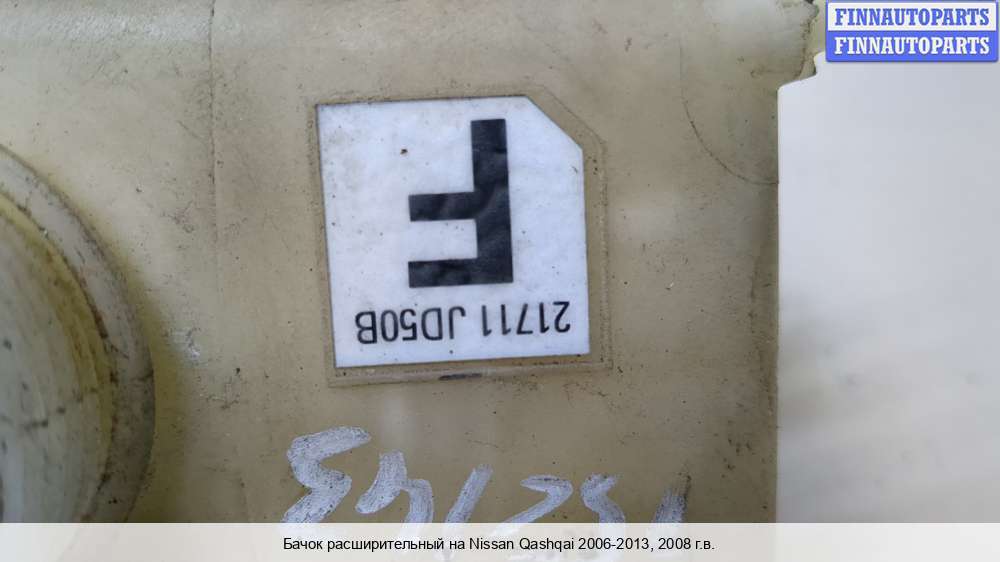 FINNAUTOPARTS
FINNAUTOPARTS
F
21711 JD50B
Бачок расширительный на Nissan Qashqai 2006-2013, 2008 г.в.